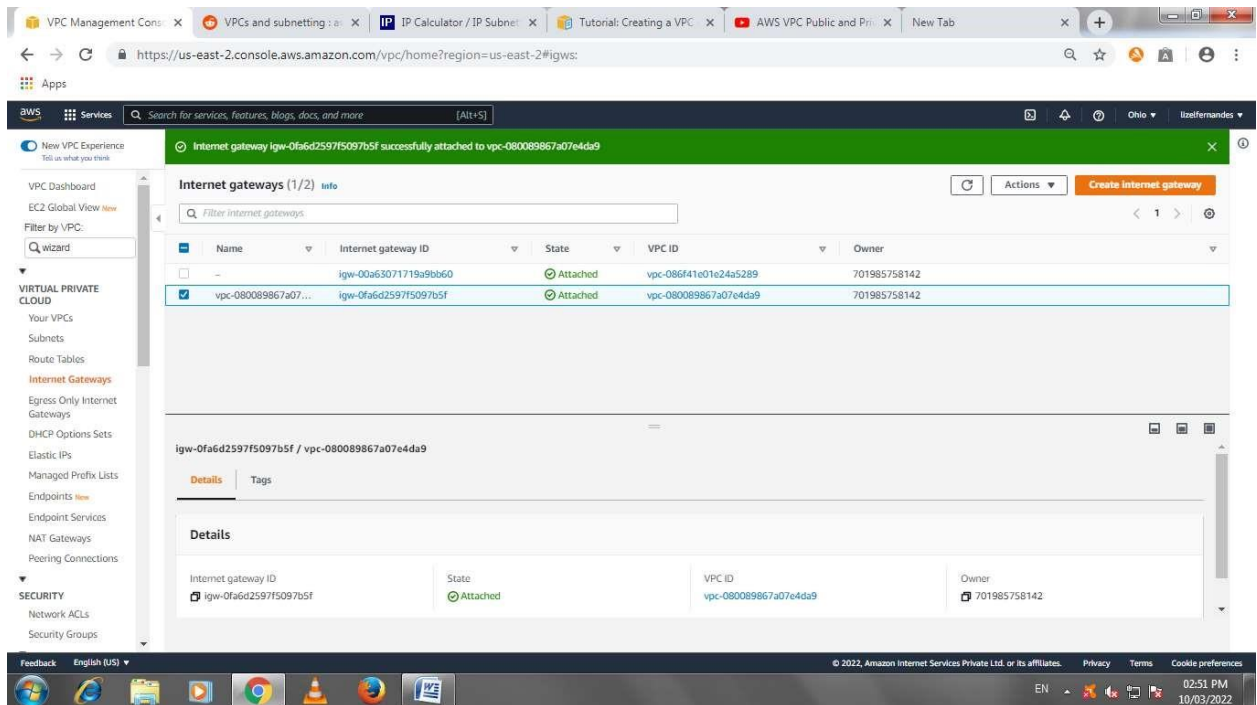 VPC Management Cons
VPCs and subnetting : a
IP Calculator / IP Subnet
Tutorial: Creating a VPC
AWS VPC Public and Pri
New Tab
https://us-east-2.console.aws.amazon.com/vpc/home?region=us-east-2#igws:
Apps
aws
Services
Search for services, features, blogs, docs, and more
[Alt+S]
Ohio
lizelfernandes
New VPC Experience
Tell us what you think
Internet gateway igw-0fa6d2597f5097b5f successfully attached to vpc-080089867a07e4da9
VPC Dashboard
EC2 Global View New
Filter by VPC:
wizard
VIRTUAL PRIVATE
CLOUD
Your VPCs
Subnets
Route Tables
Internet Gateways
Egress Only Internet
Gateways
DHCP Options Sets
Elastic IPs
Managed Prefix Lists
Endpoints New
Endpoint Services
NAT Gateways
Peering Connections
SECURITY
Network ACLs
Security Groups
Internet gateways (1/2) Info
Actions
Create internet gateway
Filter internet gateways
1
Name Internet gateway ID State VPC ID Owner
– igw-00a63071719a9bb60 Attached vpc-086f41e01e24a5289 701985758142
vpc-080089867a07... igw-0fa6d2597f5097b5f Attached vpc-080089867a07e4da9 701985758142
igw-0fa6d2597f5097b5f / vpc-080089867a07e4da9
Details Tags
Details
Internet gateway ID
igw-0fa6d2597f5097b5f
State
Attached
VPC ID
vpc-080089867a07e4da9
Owner
701985758142
Feedback English (US)
© 2022, Amazon Internet Services Private Ltd. or its affiliates. Privacy Terms Cookie preferences
EN
02:51 PM
10/03/2022